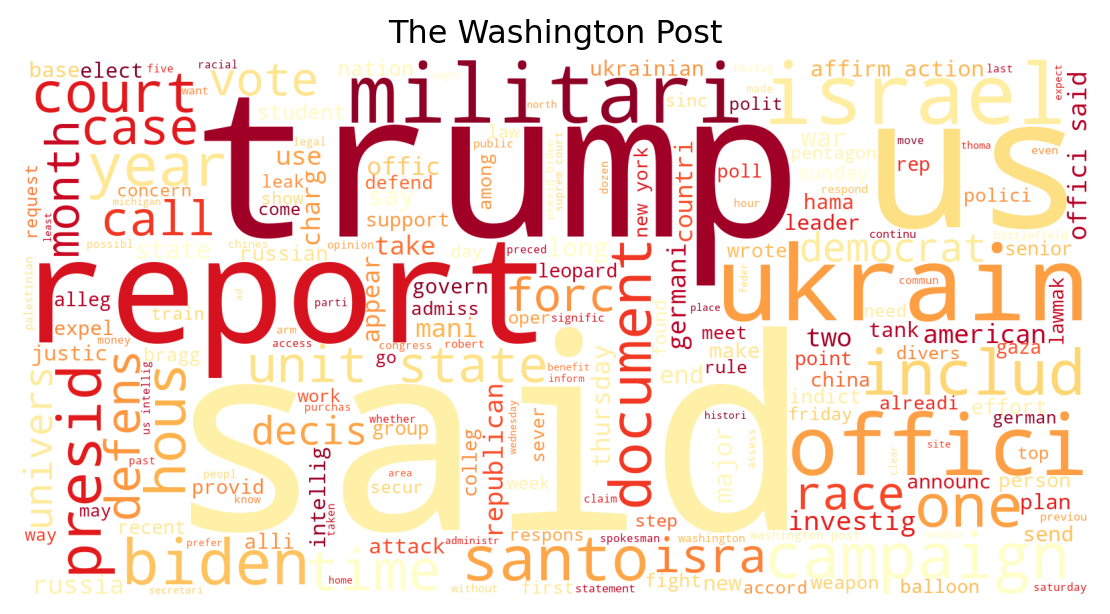 The Washington Post
base elect five racial want vote nation ukrainian hosteg affirm action last
court militari sinc polit israel made expect
case trump us north
student law public legal
month year use offic among war pentagon sunday move thoma even
offici said
concern leak charg defend say poll rep respond
request michigan show come support countri hama polici hour
call dozen suprem court new york leader
least possibl state chines russian opinion take day preced long wrote democrat continu battlefield senior
palestinian report leopard forc ukrain
alleg train ad parti appear govern admiss oper signific germani place feder commun need
expel money arm mani found meet tank american lawmak
justic bragg access congress robert go benefit inform make two point divers gaza
unit state document end rule china includ
univers presid defens hous us intellig work purchas said thursday indict alreadi effort
decis group whether republican colleg sever wednesday histori friday offici german
past peopl provid know area secur week claim major assess clear site top
may intellig taken race announc person plan
way recent prefer alli attack administr respons step spokesman washington investig one previou
biden time santo isra washington post campaign send
russia secretari home without first statement fight new accord weapon balloon saturday